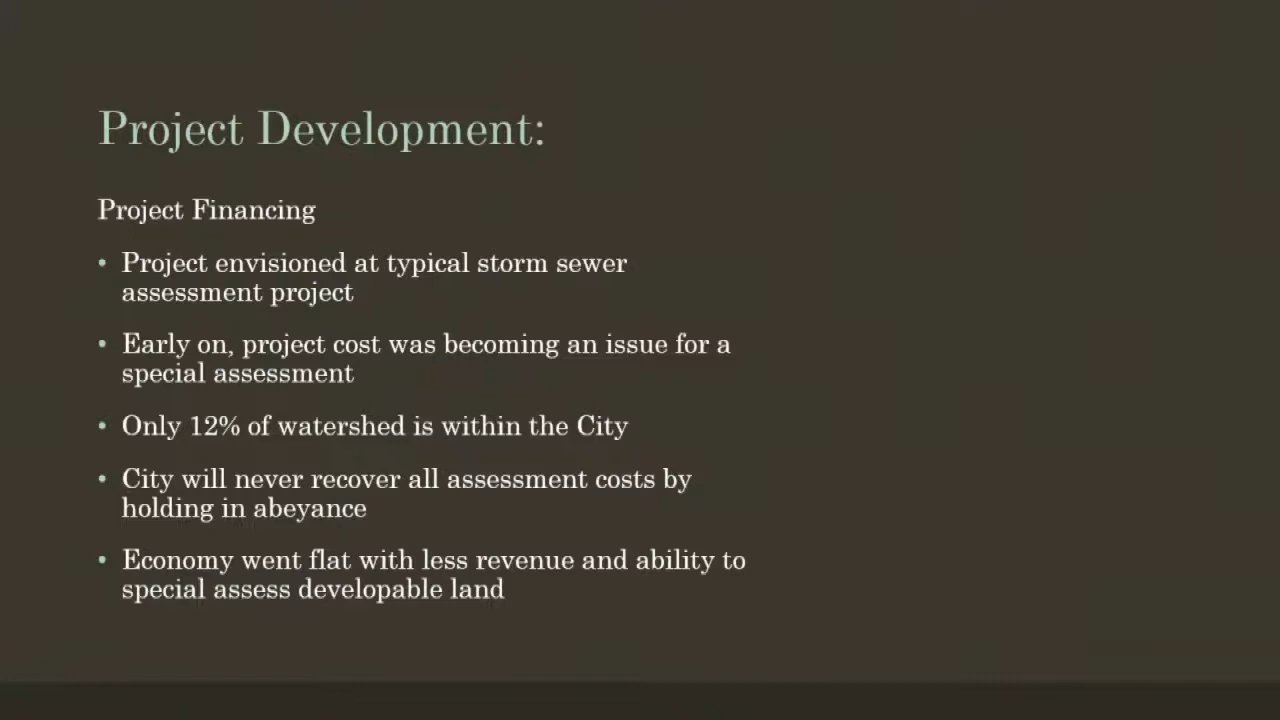 Project Development:
Project Financing
• Project envisioned at typical storm sewer
assessment project
• Early on, project cost was becoming an issue for a
special assessment
• Only 12% of watershed is within the City
• City will never recover all assessment costs by
holding in abeyance
• Economy went flat with less revenue and ability to
special assess developable land